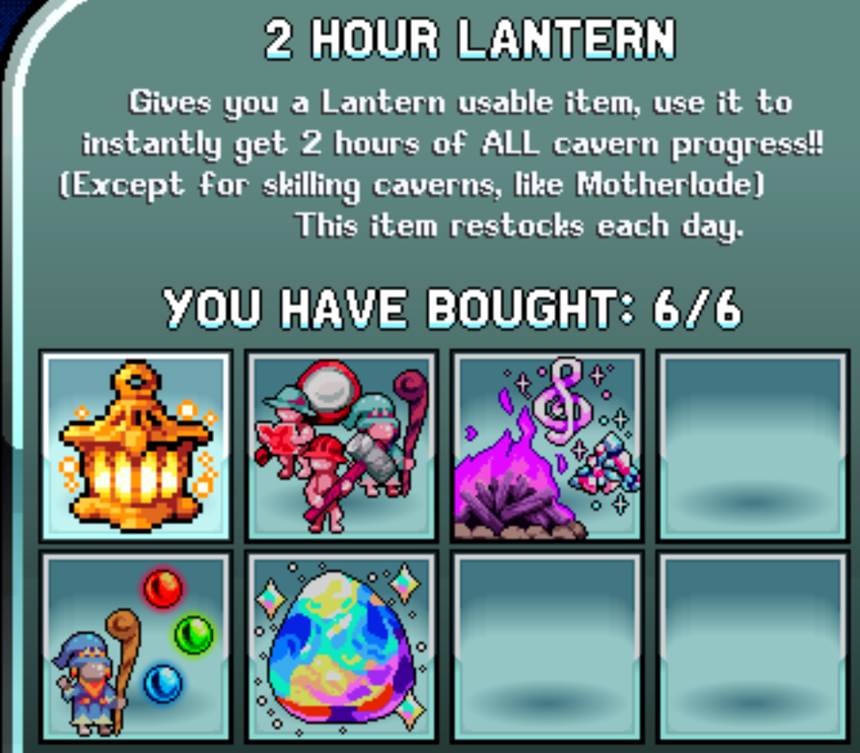 2 HOUR LANTERN
Gives you a Lantern usable item, use it to
instantly get 2 hours of ALL cavern progress!!
(Except for skilling caverns, like Motherlode)
This item restocks each day.
YOU HAVE BOUGHT: 6/6